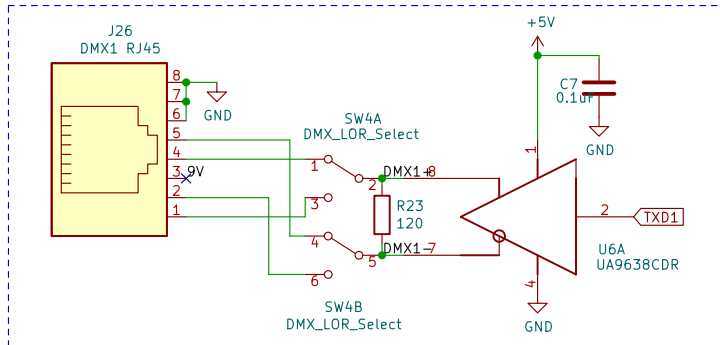 J26
DMX1 RJ45
8
7
6
5
4
3
9V
2
1
GND
SW4A
DMX_LOR_Select
1
2
3
4
5
6
SW4B
DMX_LOR_Select
DMX1+
8
R23
120
DMX1-
7
+5V
C7
0.1uF
GND
1
2
TXD1
U6A
UA9638CDR
4
GND